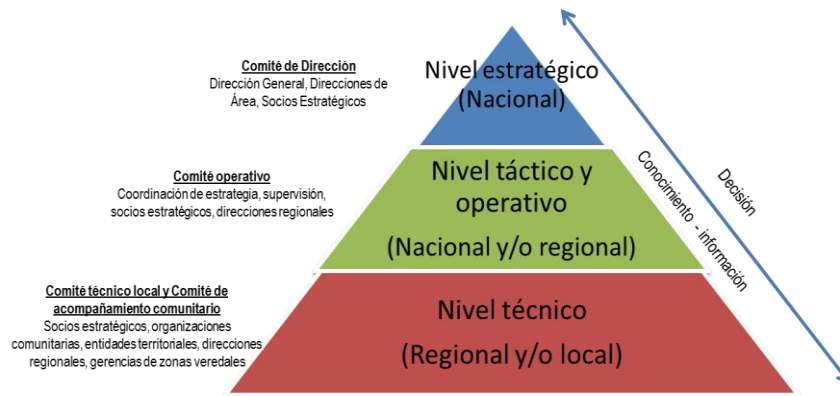 Comité de Dirección
Dirección General, Direcciones de
Área, Socios Estratégicos
Nivel estratégico
(Nacional)
Comité operativo
Coordinación de estrategia, supervisión,
socios estratégicos, direcciones regionales
Nivel táctico y
operativo
(Nacional y/o regional)
Comité técnico local y Comité de
acompañamiento comunitario
Socios estratégicos, organizaciones
comunitarias, entidades territoriales, direcciones
regionales, gerencias de zonas veredales
Nivel técnico
(Regional y/o local)
Decisión
Conocimiento - información